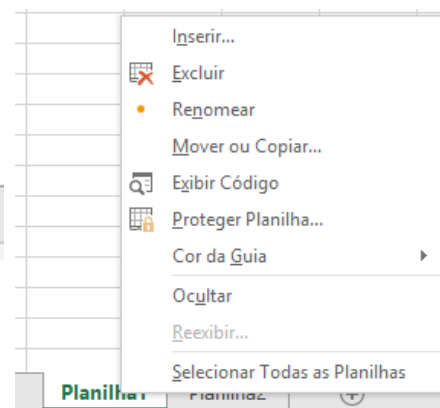 Inserir...
Excluir
Renomear
Mover ou Copiar...
Exibir Código
Proteger Planilha...
Cor da Guia
Ocultar
Reexibir...
Selecionar Todas as Planilhas
Planilha1 Planilha2